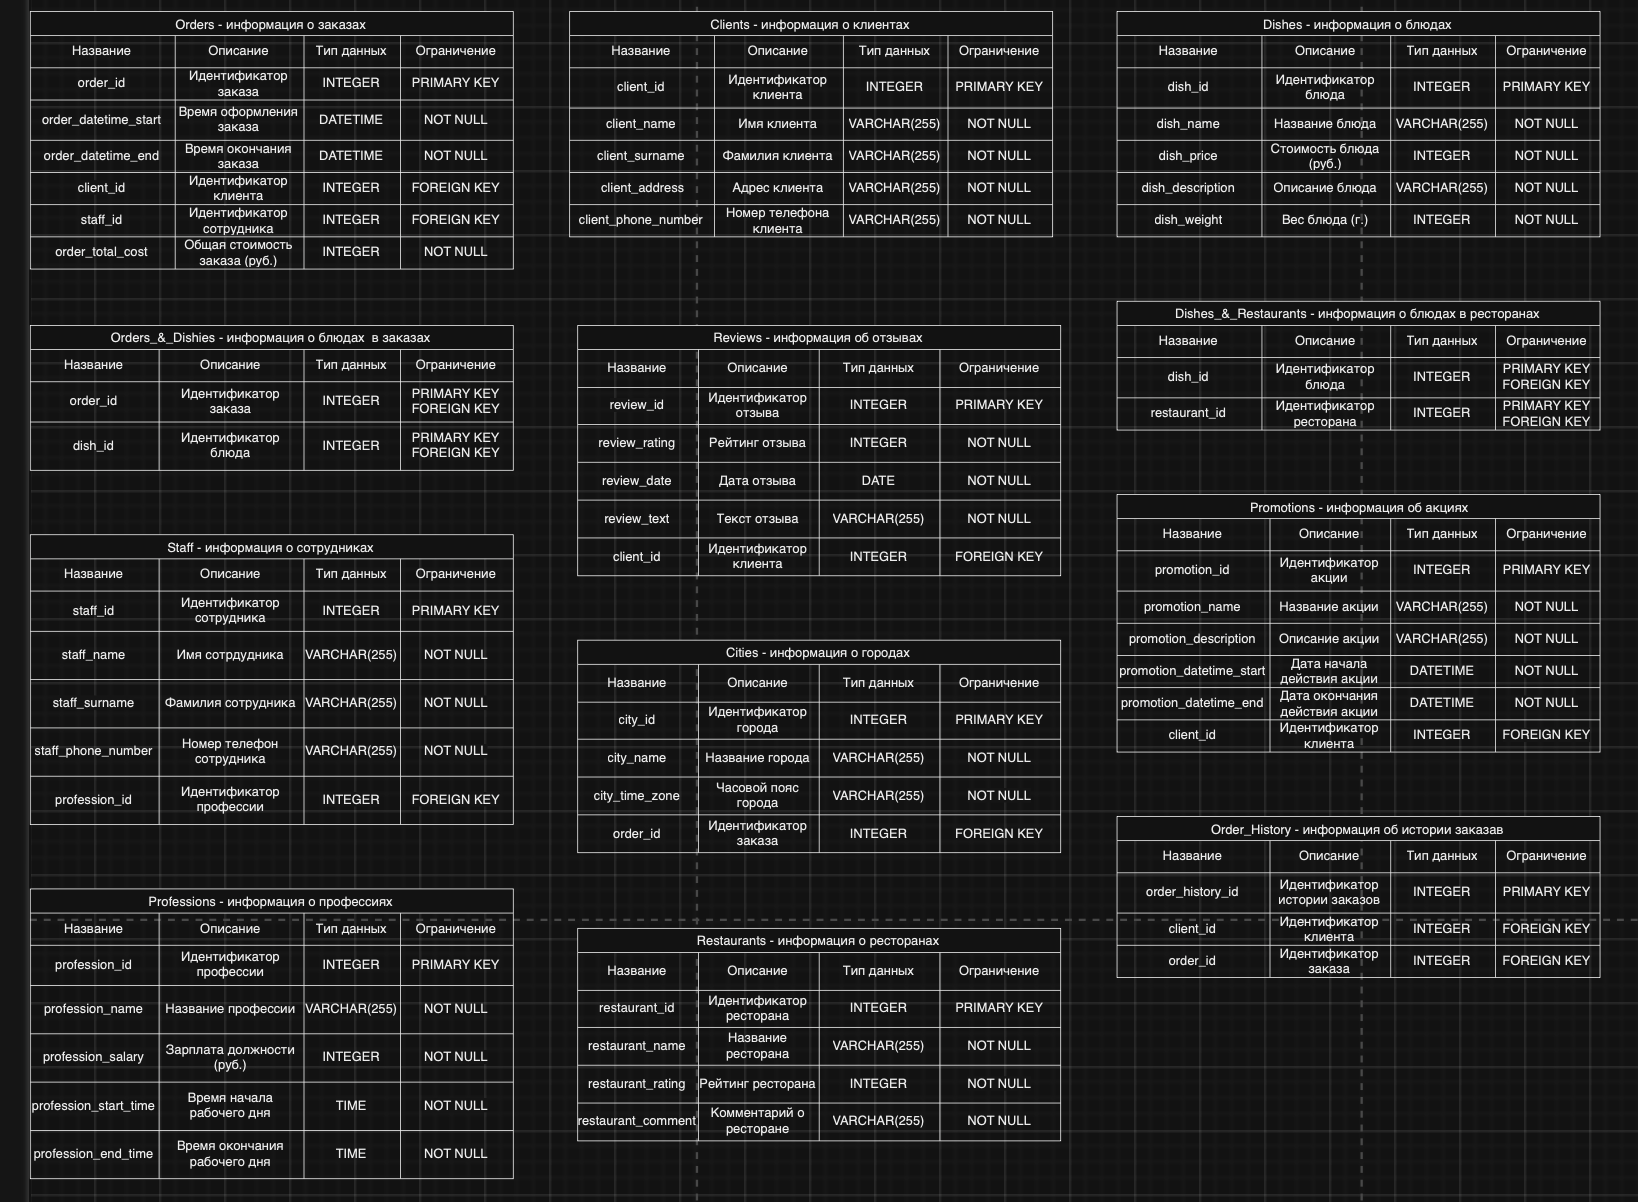 Orders - информация о заказах
Название Описание Тип данных Ограничение
order_id Идентификатор заказа INTEGER PRIMARY KEY
order_datetime_start Время оформления заказа DATETIME NOT NULL
order_datetime_end Время окончания заказа DATETIME NOT NULL
client_id Идентификатор клиента INTEGER FOREIGN KEY
staff_id Идентификатор сотрудника INTEGER FOREIGN KEY
order_total_cost Общая стоимость заказа (руб.) INTEGER NOT NULL
Clients - информация о клиентах
Название Описание Тип данных Ограничение
client_id Идентификатор клиента INTEGER PRIMARY KEY
client_name Имя клиента VARCHAR(255) NOT NULL
client_surname Фамилия клиента VARCHAR(255) NOT NULL
client_address Адрес клиента VARCHAR(255) NOT NULL
client_phone_number Номер телефона клиента VARCHAR(255) NOT NULL
Dishes - информация о блюдах
Название Описание Тип данных Ограничение
dish_id Идентификатор блюда INTEGER PRIMARY KEY
dish_name Название блюда VARCHAR(255) NOT NULL
dish_price Стоимость блюда (руб.) INTEGER NOT NULL
dish_description Описание блюда VARCHAR(255) NOT NULL
dish_weight Вес блюда (г.) INTEGER NOT NULL
Orders_&_Dishies - информация о блюдах в заказах
Название Описание Тип данных Ограничение
order_id Идентификатор заказа INTEGER PRIMARY KEY FOREIGN KEY
dish_id Идентификатор блюда INTEGER PRIMARY KEY FOREIGN KEY
Reviews - информация об отзывах
Название Описание Тип данных Ограничение
review_id Идентификатор отзыва INTEGER PRIMARY KEY
review_rating Рейтинг отзыва INTEGER NOT NULL
review_date Дата отзыва DATE NOT NULL
review_text Текст отзыва VARCHAR(255) NOT NULL
client_id Идентификатор клиента INTEGER FOREIGN KEY
Dishes_&_Restaurants - информация о блюдах в ресторанах
Название Описание Тип данных Ограничение
dish_id Идентификатор блюда INTEGER PRIMARY KEY FOREIGN KEY
restaurant_id Идентификатор ресторана INTEGER PRIMARY KEY FOREIGN KEY
Staff - информация о сотрудниках
Название Описание Тип данных Ограничение
staff_id Идентификатор сотрудника INTEGER PRIMARY KEY
staff_name Имя сотрдудника VARCHAR(255) NOT NULL
staff_surname Фамилия сотрудника VARCHAR(255) NOT NULL
staff_phone_number Номер телефон сотрудника VARCHAR(255) NOT NULL
profession_id Идентификатор профессии INTEGER FOREIGN KEY
Cities - информация о городах
Название Описание Тип данных Ограничение
city_id Идентификатор города INTEGER PRIMARY KEY
city_name Название города VARCHAR(255) NOT NULL
city_time_zone Часовой пояс города VARCHAR(255) NOT NULL
order_id Идентификатор заказа INTEGER FOREIGN KEY
Promotions - информация об акциях
Название Описание Тип данных Ограничение
promotion_id Идентификатор акции INTEGER PRIMARY KEY
promotion_name Название акции VARCHAR(255) NOT NULL
promotion_description Описание акции VARCHAR(255) NOT NULL
promotion_datetime_start Дата начала действия акции DATETIME NOT NULL
promotion_datetime_end Дата окончания действия акции DATETIME NOT NULL
client_id Идентификатор клиента INTEGER FOREIGN KEY
Professions - информация о профессиях
Название Описание Тип данных Ограничение
profession_id Идентификатор профессии INTEGER PRIMARY KEY
profession_name Название профессии VARCHAR(255) NOT NULL
profession_salary Зарплата должности (руб.) INTEGER NOT NULL
profession_start_time Время начала рабочего дня TIME NOT NULL
profession_end_time Время окончания рабочего дня TIME NOT NULL
Restaurants - информация о ресторанах
Название Описание Тип данных Ограничение
restaurant_id Идентификатор ресторана INTEGER PRIMARY KEY
restaurant_name Название ресторана VARCHAR(255) NOT NULL
restaurant_rating Рейтинг ресторана INTEGER NOT NULL
restaurant_comment Комментарий о ресторане VARCHAR(255) NOT NULL
Order_History - информация об истории заказав
Название Описание Тип данных Ограничение
order_history_id Идентификатор истории заказов INTEGER PRIMARY KEY
client_id Идентификатор клиента INTEGER FOREIGN KEY
order_id Идентификатор заказа INTEGER FOREIGN KEY